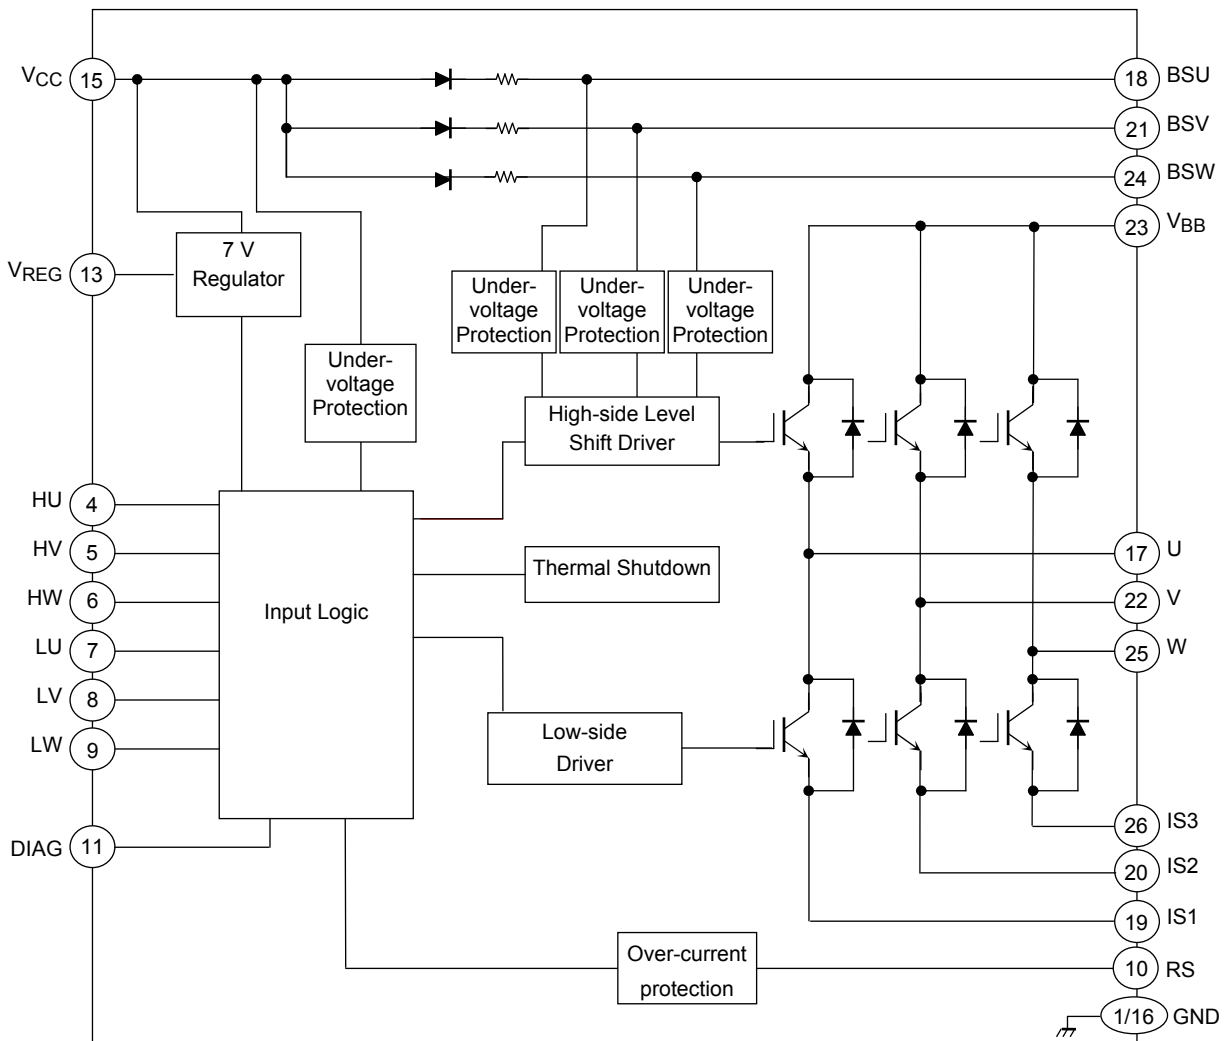 VCC 15
18 BSU
21 BSV
24 BSW
23 VBB
VREG 13
7 V
Regulator
Under-
voltage
Protection
Under-
voltage
Protection
Under-
voltage
Protection
Under-
voltage
Protection
High-side Level
Shift Driver
HU 4
HV 5
HW 6
LU 7
LV 8
LW 9
DIAG 11
Input Logic
Thermal Shutdown
Low-side
Driver
17 U
22 V
25 W
26 IS3
20 IS2
19 IS1
Over-current
protection
10 RS
1/16 GND